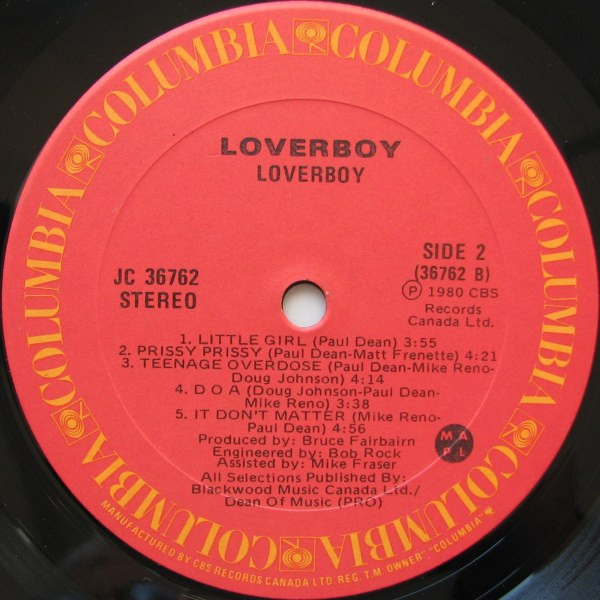 COLUMBIA COLUMBIA COLUMBIA COLUMBIA COLUMBIA COLUMBIA
LOVERBOY
LOVERBOY
JC 36762
STEREO
SIDE 2
(36762 B)
Ⓟ 1980 CBS
Records
Canada Ltd.
1. LITTLE GIRL (Paul Dean) 3:55
2. PRISSY PRISSY (Paul Dean-Matt Frenette) 4:21
3. TEENAGE OVERDOSE (Paul Dean-Mike Reno-
Doug Johnson) 4:14
4. D O A (Doug Johnson-Paul Dean-
Mike Reno) 3:38
5. IT DON'T MATTER (Mike Reno-
Paul Dean) 4:56
Produced by: Bruce Fairbairn
Engineered by: Bob Rock
Assisted by: Mike Fraser
M A
P L
All Selections Published By:
Blackwood Music Canada Ltd./
Dean Of Music (PRO)
MANUFACTURED BY CBS RECORDS CANADA LTD. REG. T.M. OWNER. "COLUMBIA"